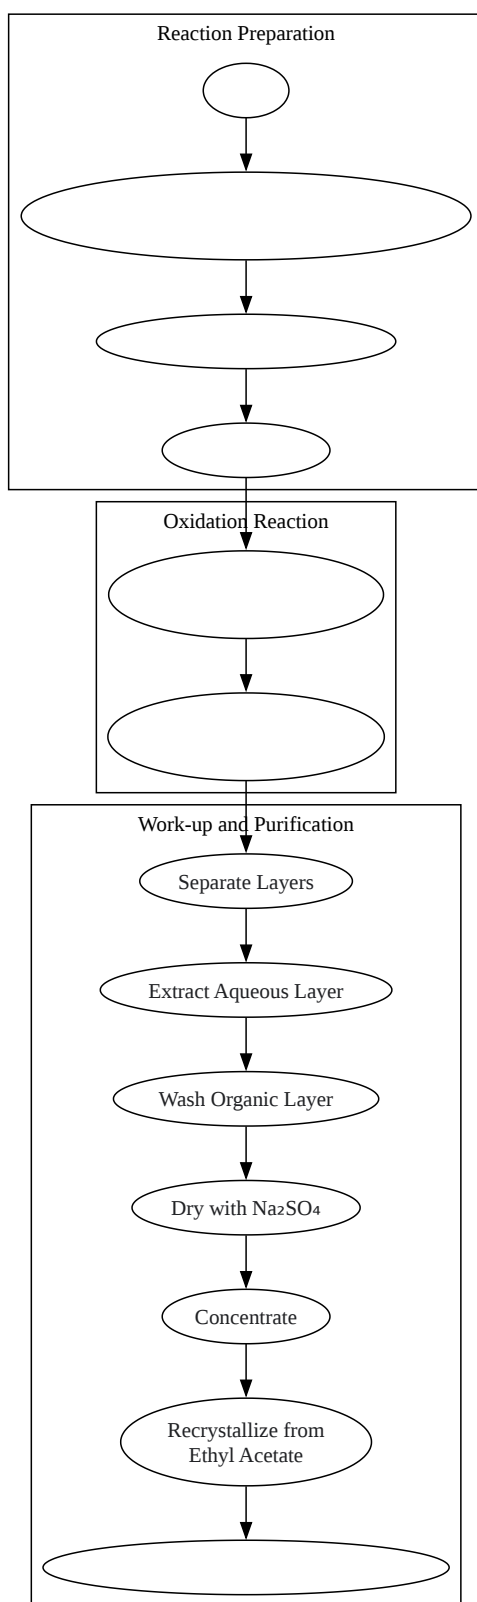 Reaction Preparation
Oxidation Reaction
Work-up and Purification
Separate Layers
Extract Aqueous Layer
Wash Organic Layer
Dry with Na₂SO₄
Concentrate
Recrystallize from
Ethyl Acetate